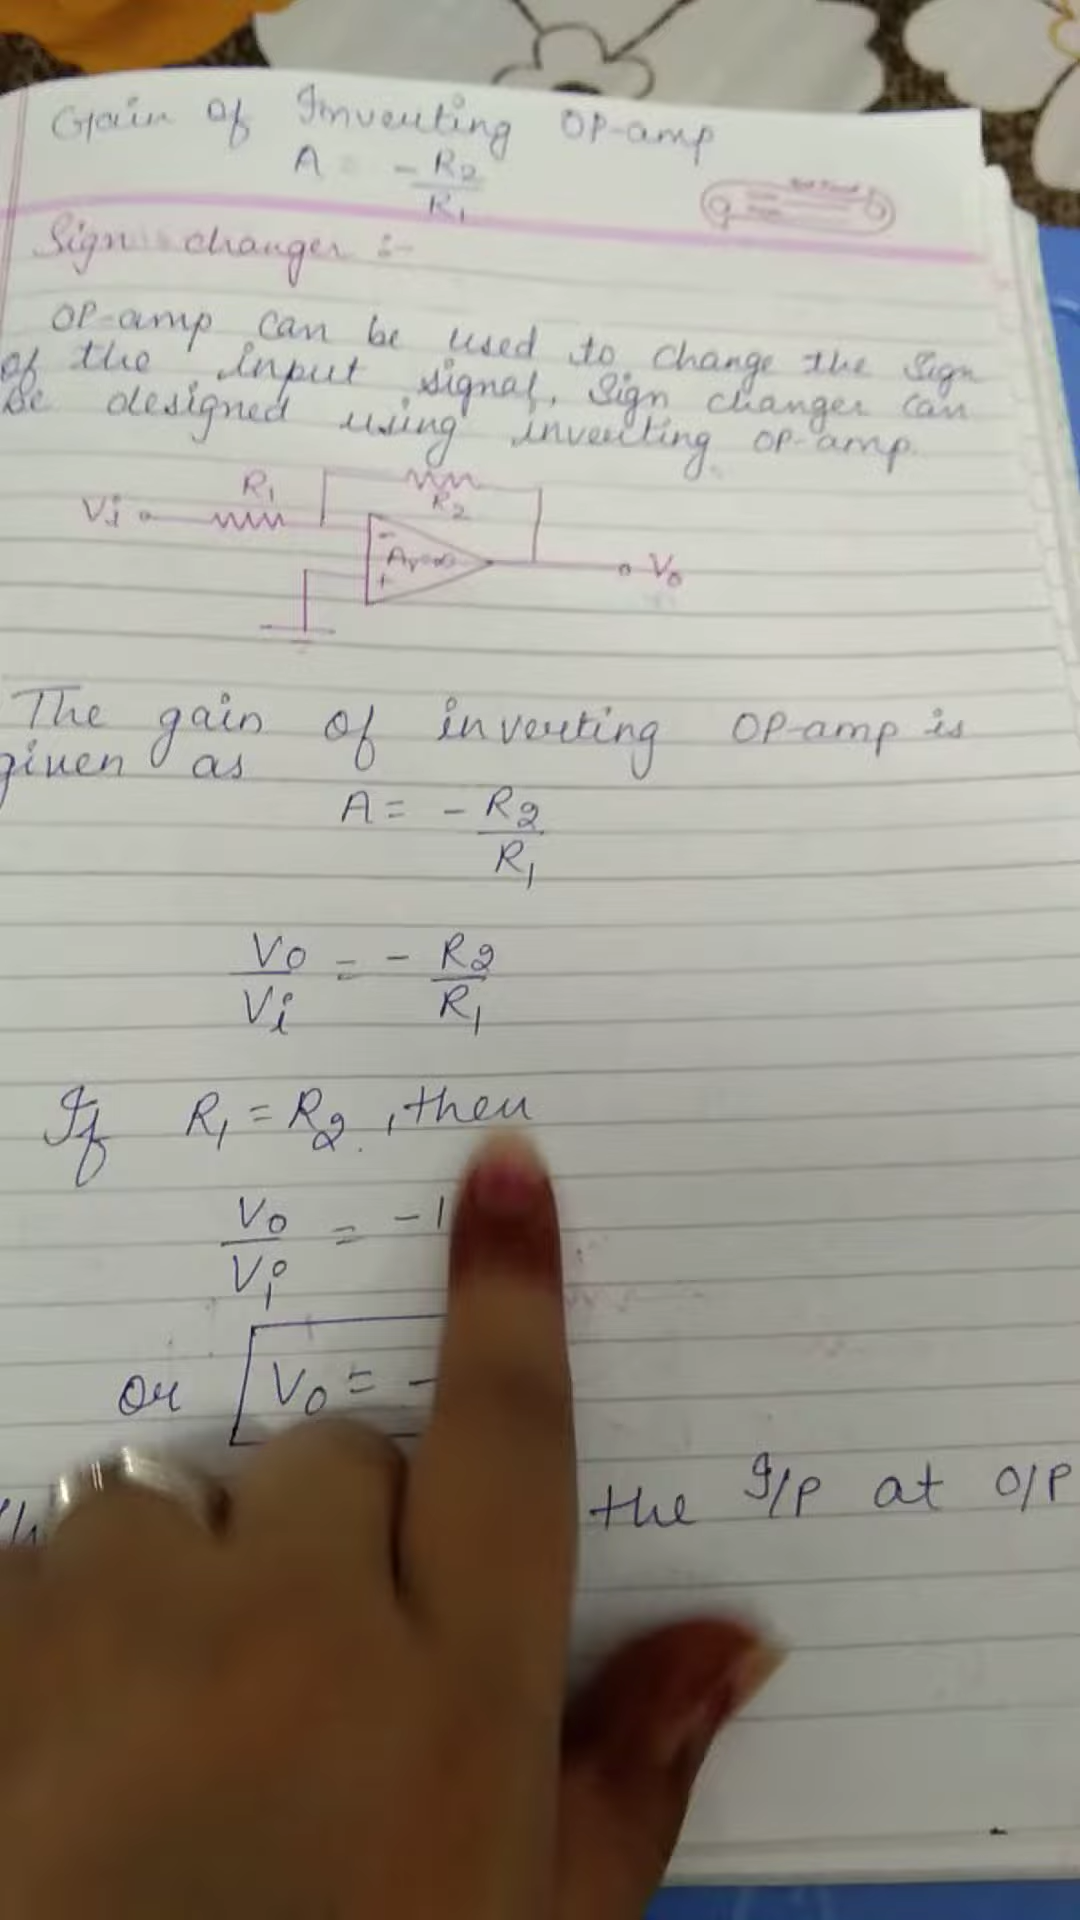 Gain of Inverting OP-amp
A = -R2/R1
Sign changer :-
OP-amp can be used to change the sign
of the input signal, Sign changer can
be designed using inverting op-amp.
R1
R2
Vi
-
Av=∞
+
Vo
The gain of inverting OP-amp is
given as
A = -R2/R1
Vo/Vi = -R2/R1
If R1 = R2, then
Vo/Vi = -1
or Vo = -
the I/P at O/P